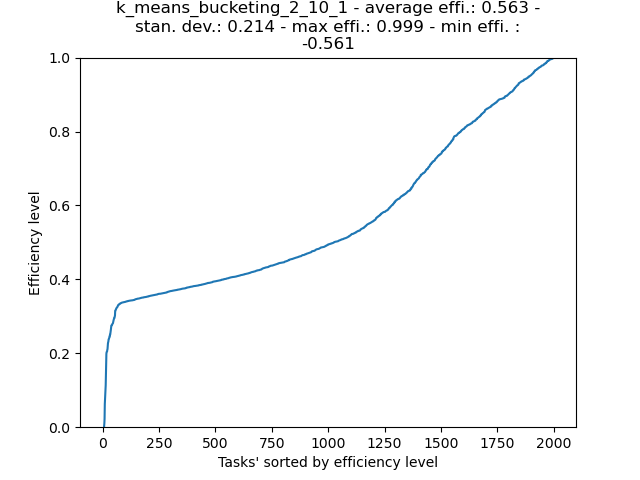 k_means_bucketing_2_10_1 - average effi.: 0.563 -
stan. dev.: 0.214 - max effi.: 0.999 - min effi. :
-0.561
1.0
0.8
0.6
0.4
0.2
0.0
Efficiency level
0 250 500 750 1000 1250 1500 1750 2000
Tasks' sorted by efficiency level